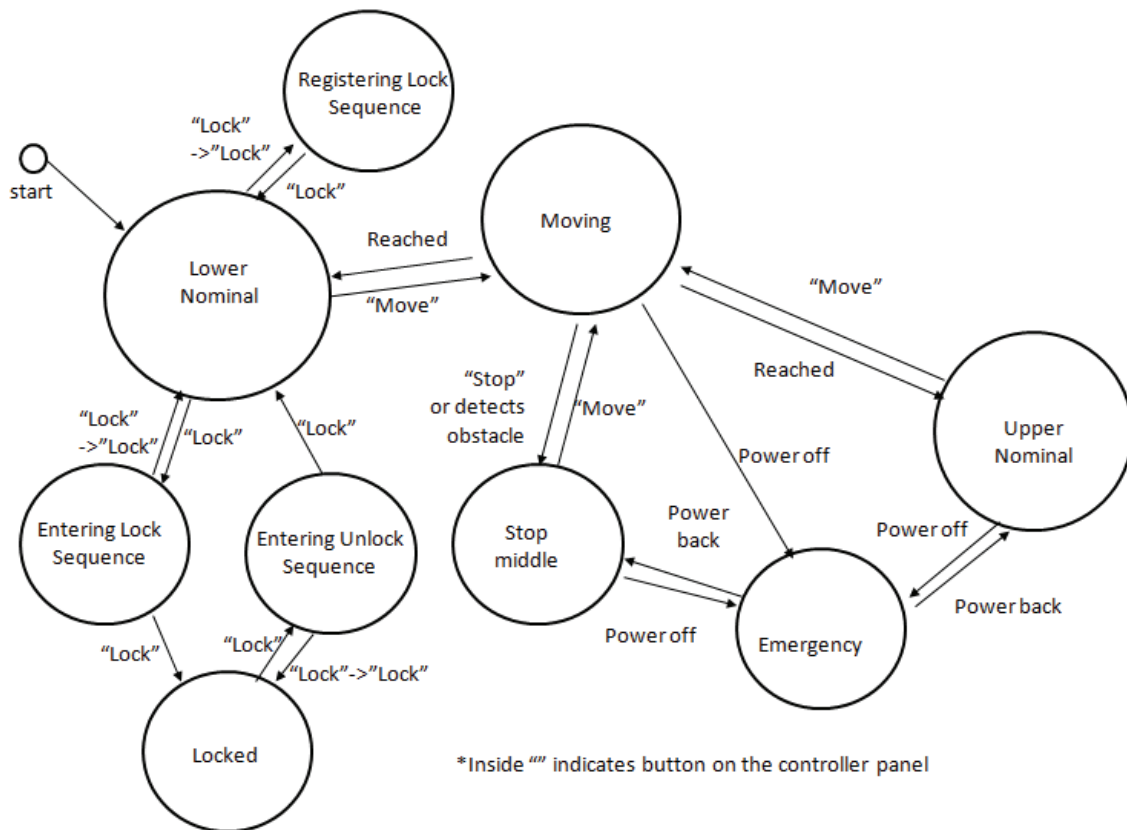 Registering Lock
Sequence
“Lock”
->”Lock”
“Lock”
start
Moving
Lower
Nominal
Reached
“Move”
“Move”
Reached
“Stop”
or detects
obstacle
“Move”
Power off
Upper
Nominal
“Lock”
->”Lock”
“Lock”
“Lock”
Entering Lock
Sequence
Entering Unlock
Sequence
Stop
middle
Power
back
Power off
Power back
Power off
Emergency
“Lock”
“Lock”
“Lock”->”Lock”
Locked
*Inside “” indicates button on the controller panel